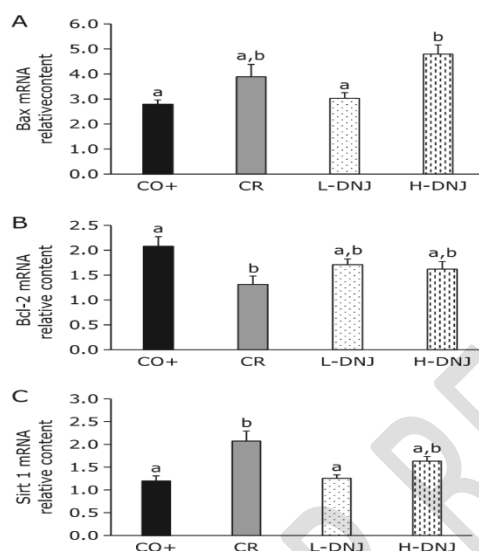 A
Bax mRNA
relativecontent
6.0
5.0
4.0
3.0
2.0
1.0
0.0
a
a,b
a
b
CO+ CR L-DNJ H-DNJ
B
Bcl-2 mRNA
relative content
2.5
2.0
1.5
1.0
0.5
0.0
a
b
a,b
a,b
CO+ CR L-DNJ H-DNJ
C
Sirt 1 mRNA
relative content
3.0
2.5
2.0
1.5
1.0
0.5
0.0
a
b
a
a,b
CO+ CR L-DNJ H-DNJ